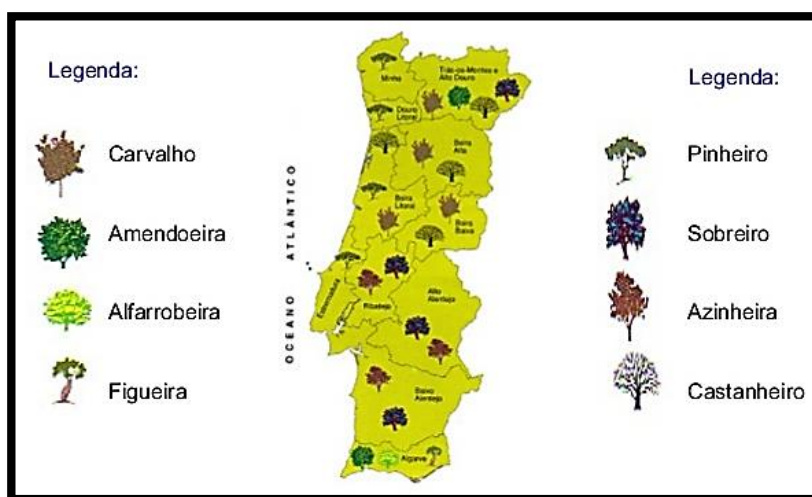 Legenda:
Carvalho
Amendoeira
Alfarrobeira
Figueira
OCEANO ATLÂNTICO
Minho
Trás-os-Montes e
Alto Douro
Douro
Litoral
Beira
Alta
Beira
Litoral
Beira
Baixa
Estremadura
Ribatejo
Alto
Alentejo
Baixo
Alentejo
Algarve
Legenda:
Pinheiro
Sobreiro
Azinheira
Castanheiro